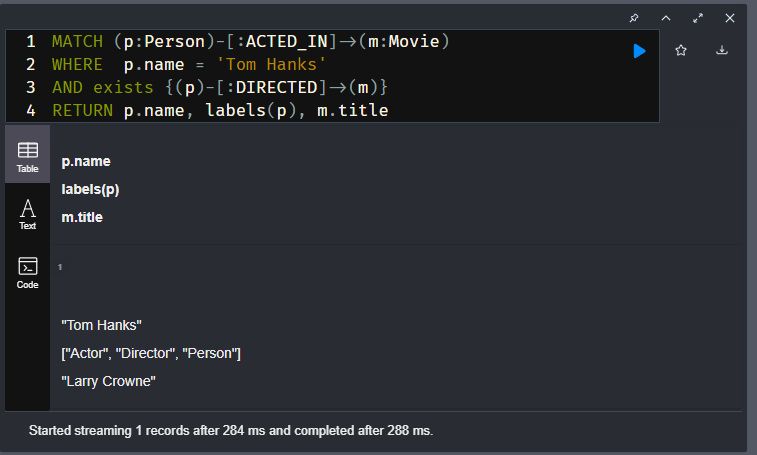 1 MATCH (p:Person)-[:ACTED_IN]->(m:Movie)
2 WHERE  p.name = 'Tom Hanks'
3 AND exists {(p)-[:DIRECTED]->(m)}
4 RETURN p.name, labels(p), m.title
Table
p.name
labels(p)
m.title
Text
Code
1
"Tom Hanks"
["Actor", "Director", "Person"]
"Larry Crowne"
Started streaming 1 records after 284 ms and completed after 288 ms.